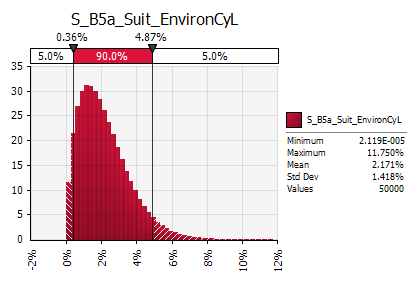 S_B5a_Suit_EnvironCyL
0.36% 4.87%
5.0% 90.0% 5.0%
35
30
25
20
15
10
5
0
-2% 0% 2% 4% 6% 8% 10% 12%
S_B5a_Suit_EnvironCyL
Minimum 2.119E-005
Maximum 11.750%
Mean 2.171%
Std Dev 1.418%
Values 50000